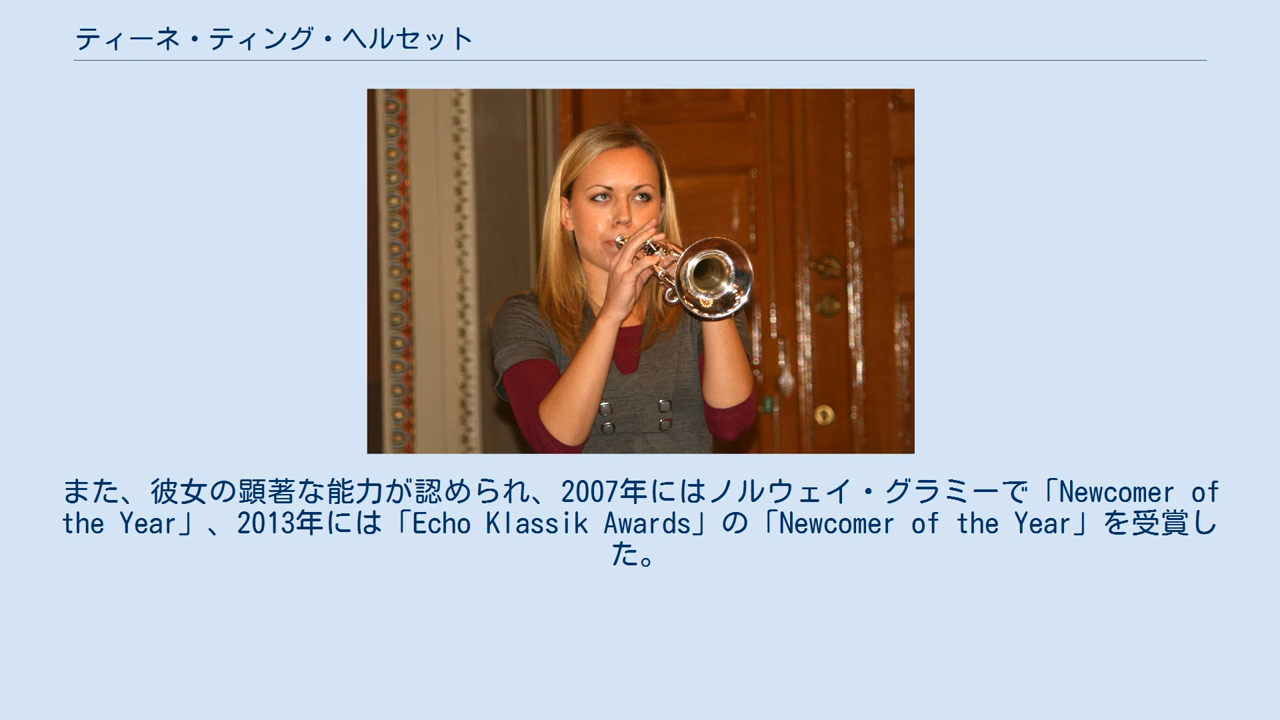 ティーネ・ティング・ヘルセット
また、彼女の顕著な能力が認められ、2007年にはノルウェイ・グラミーで「Newcomer of
the Year」、2013年には「Echo Klassik Awards」の「Newcomer of the Year」を受賞し
た。